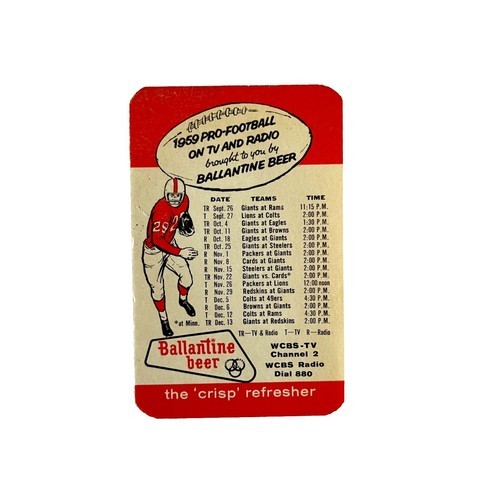 1959 PRO-FOOTBALL
ON TV AND RADIO
brought to you by
BALLANTINE BEER
DATE TEAMS TIME
TR Sept. 26 Giants at Rams 11:15 P.M.
T Sept. 27 Lions at Colts 2:00 P.M.
TR Oct. 4 Giants at Eagles 1:30 P.M.
TR Oct. 11 Giants at Browns 2:00 P.M.
R Oct. 18 Eagles at Giants 2:00 P.M.
TR Oct. 25 Giants at Steelers 2:00 P.M.
R Nov. 1 Packers at Giants 2:00 P.M.
R Nov. 8 Cards at Giants 2:00 P.M.
R Nov. 15 Steelers at Giants 2:00 P.M.
TR Nov. 22 Giants vs. Cards* 2:00 P.M.
T Nov. 26 Packers at Lions 12:00 noon
R Nov. 29 Redskins at Giants 2:00 P.M.
T Dec. 5 Colts at 49ers 4:30 P.M.
R Dec. 6 Browns at Giants 2:00 P.M.
T Dec. 12 Colts at Rams 4:30 P.M.
TR Dec. 13 Giants at Redskins 2:00 P.M.
*at Minn.
TR—TV & Radio T—TV R—Radio
Ballantine
beer
WCBS-TV
Channel 2
WCBS Radio
Dial 880
the 'crisp' refresher